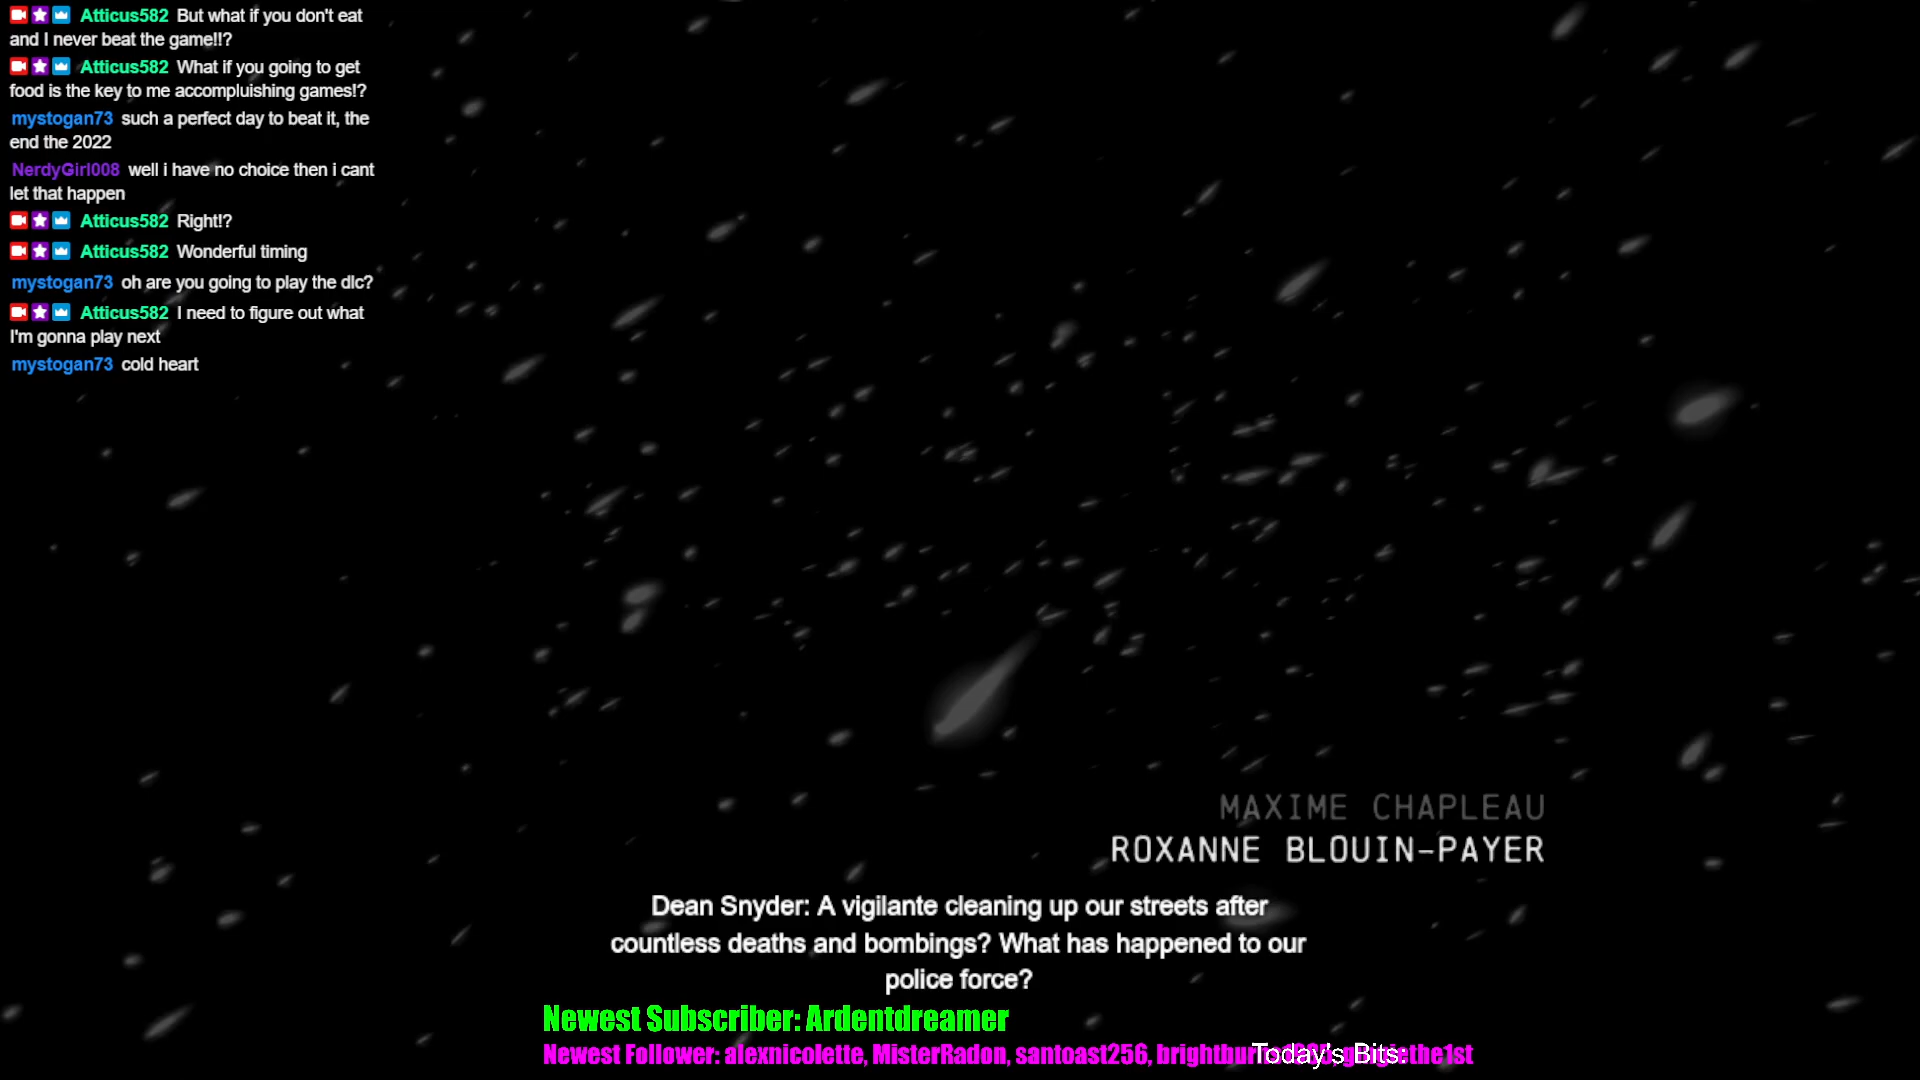 Atticus582 But what if you don't eat
and I never beat the game!!?
Atticus582 What if you going to get
food is the key to me accompluishing games!?
mystogan73 such a perfect day to beat it, the
end the 2022
NerdyGirl008 well i have no choice then i cant
let that happen
Atticus582 Right!?
Atticus582 Wonderful timing
mystogan73 oh are you going to play the dlc?
Atticus582 I need to figure out what
I'm gonna play next
mystogan73 cold heart
MAXIME CHAPLEAU
ROXANNE BLOUIN-PAYER
Dean Snyder: A vigilante cleaning up our streets after
countless deaths and bombings? What has happened to our
police force?
Newest Subscriber: Ardentdreamer
Newest Follower: alexnicolette, MisterRadon, santoast256,
Today's Bits: